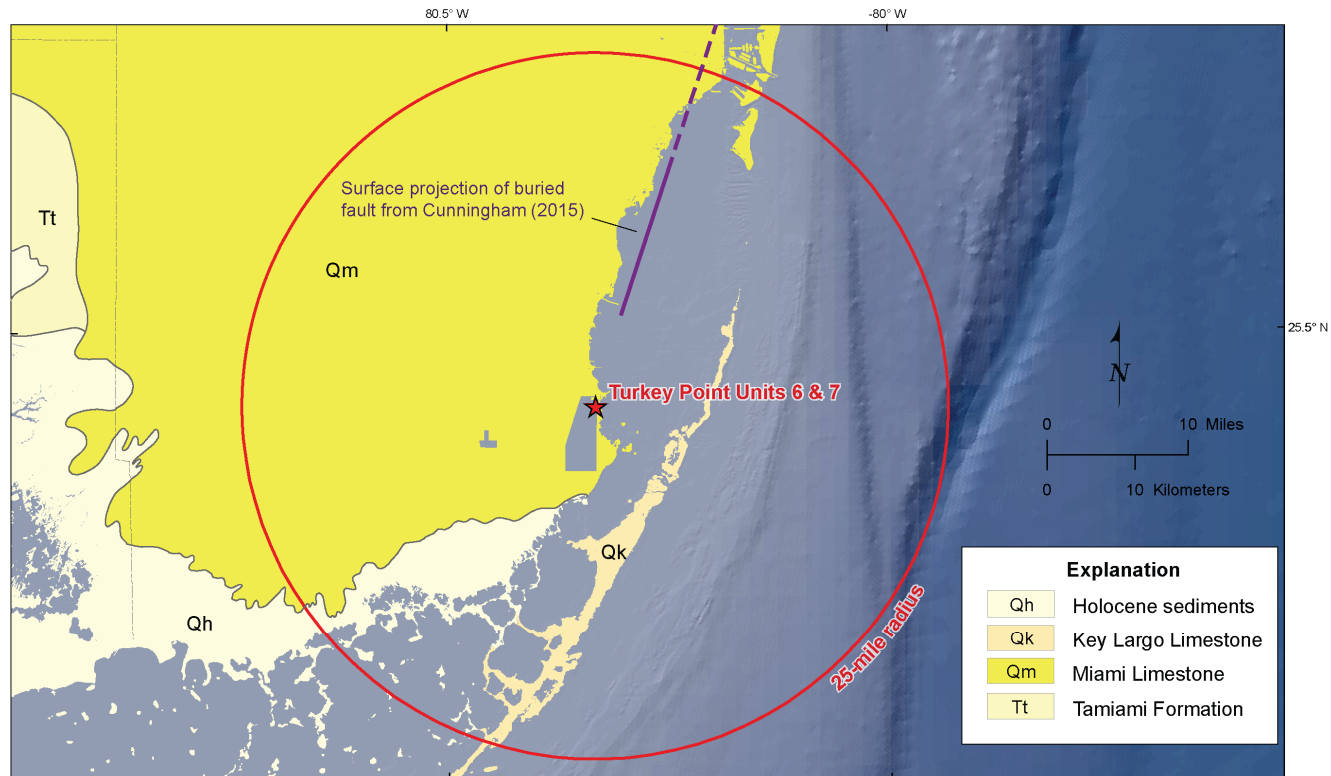 80.5° W
-80° W
Surface projection of buried
fault from Cunningham (2015)
Tt
Qm
25.5° N
Turkey Point Units 6 & 7
N
0 10 Miles
0 10 Kilometers
Qk
Qh
25-mile radius
Explanation
Qh Holocene sediments
Qk Key Largo Limestone
Qm Miami Limestone
Tt Tamiami Formation